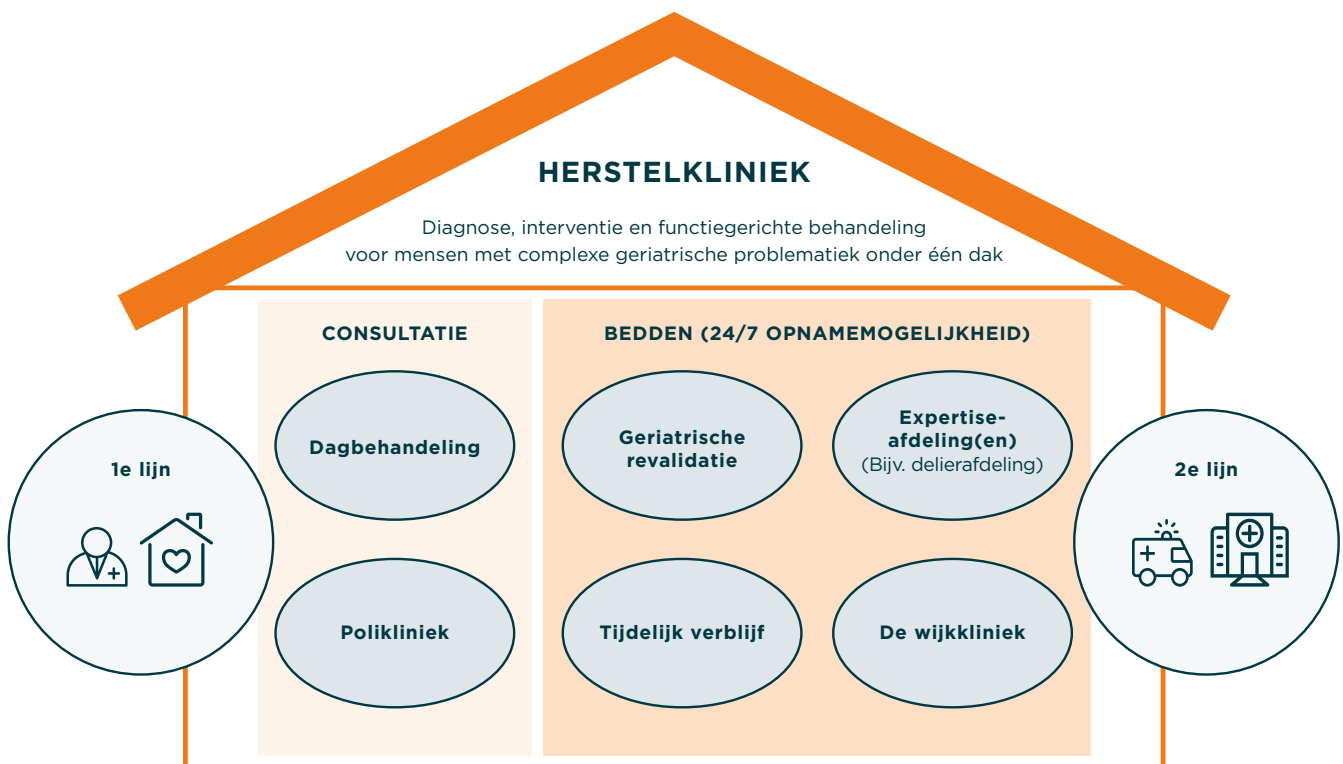 HERSTELKLINIEK
Diagnose, interventie en functiegerichte behandeling
voor mensen met complexe geriatrische problematiek onder één dak
CONSULTATIE
BEDDEN (24/7 OPNAMEMOGELIJKHEID)
1e lijn
Dagbehandeling
Polikliniek
Geriatrische
revalidatie
Expertise-
afdeling(en)
(Bijv. delierafdeling)
Tijdelijk verblijf
De wijkkliniek
2e lijn